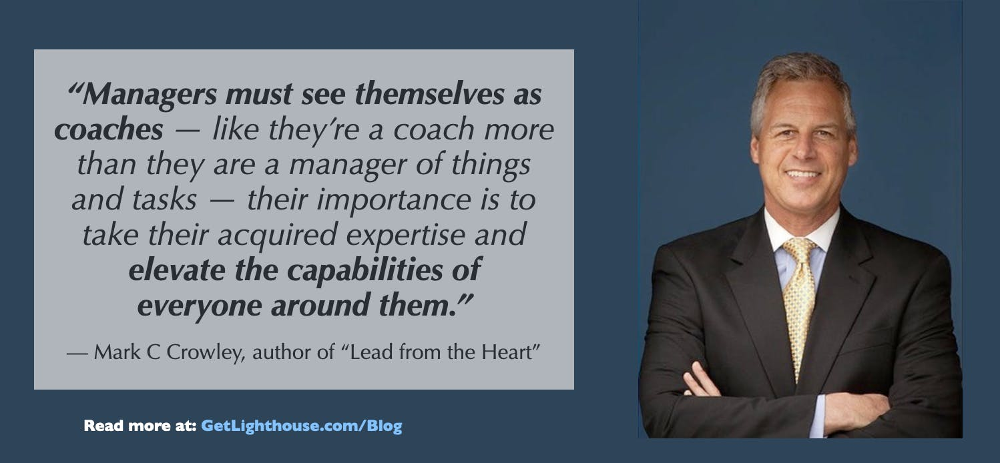 “Managers must see themselves as
coaches — like they’re a coach more
than they are a manager of things
and tasks — their importance is to
take their acquired expertise and
elevate the capabilities of
everyone around them.”
— Mark C Crowley, author of “Lead from the Heart”
Read more at: GetLighthouse.com/Blog